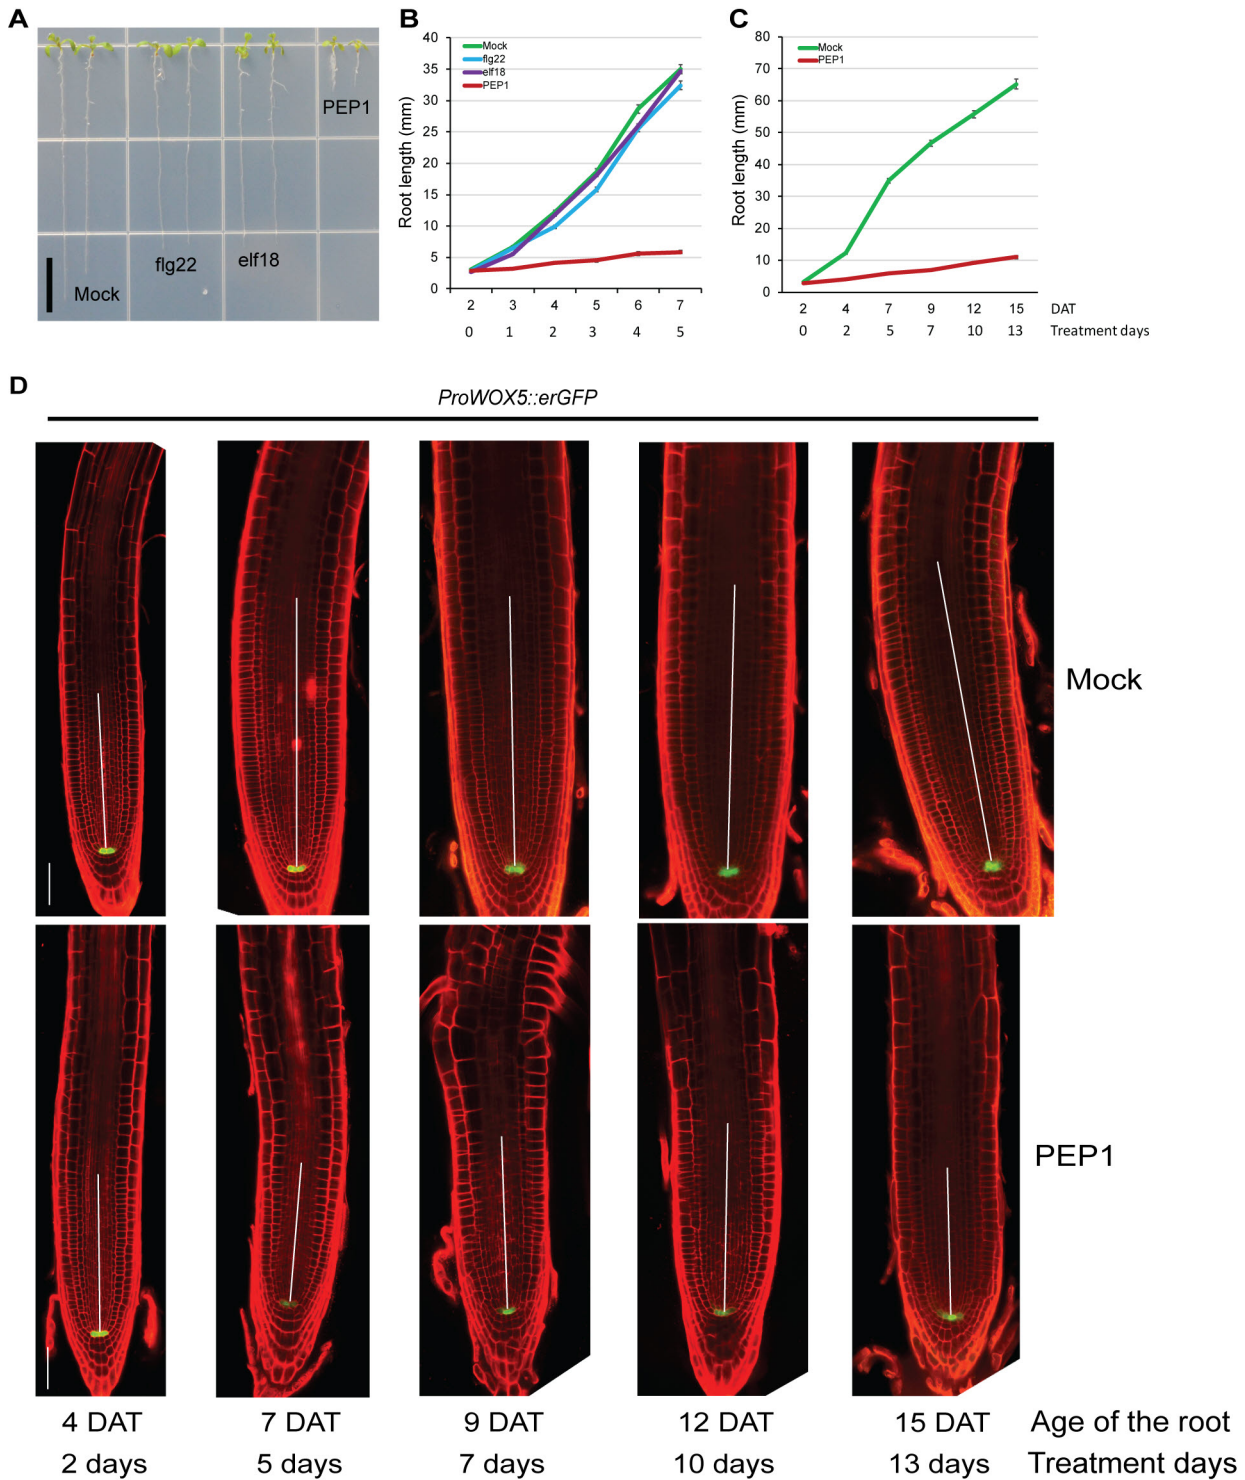 A
PEP1
flg22
elf18
Mock
B
Root length (mm)
40
35
30
25
20
15
10
5
0
Mock
flg22
elf18
PEP1
2 3 4 5 6 7
0 1 2 3 4 5
C
Root length (mm)
80
70
60
50
40
30
20
10
0
Mock
PEP1
2 4 7 9 12 15 DAT
0 2 5 7 10 13 Treatment days
D
ProWOX5::erGFP
Mock
PEP1
4 DAT 7 DAT 9 DAT 12 DAT 15 DAT Age of the root
2 days 5 days 7 days 10 days 13 days Treatment days